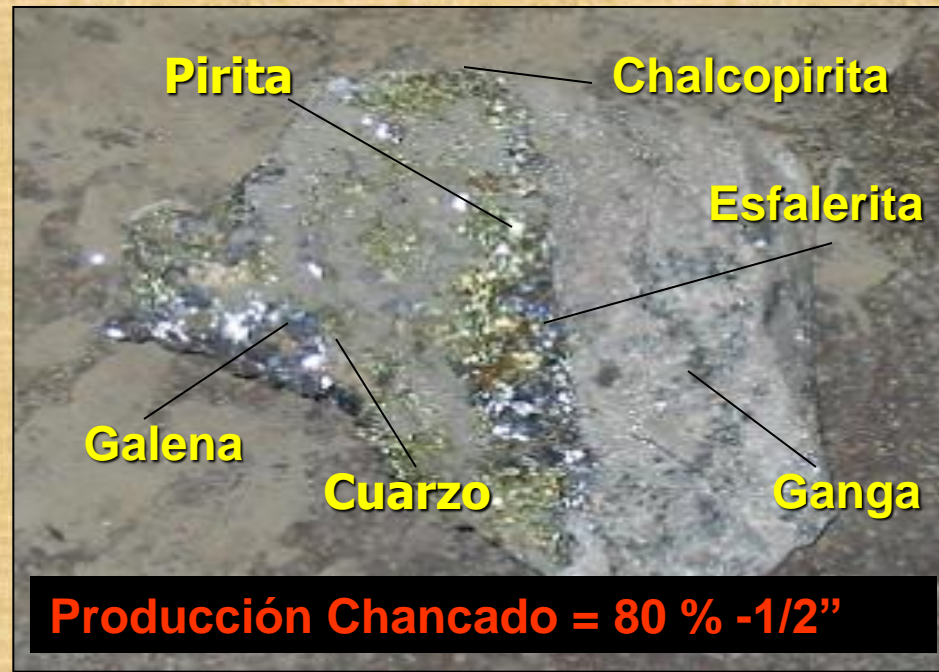 Pirita
Chalcopirita
Esfalerita
Galena
Cuarzo
Ganga
Producción Chancado = 80 % -1/2”